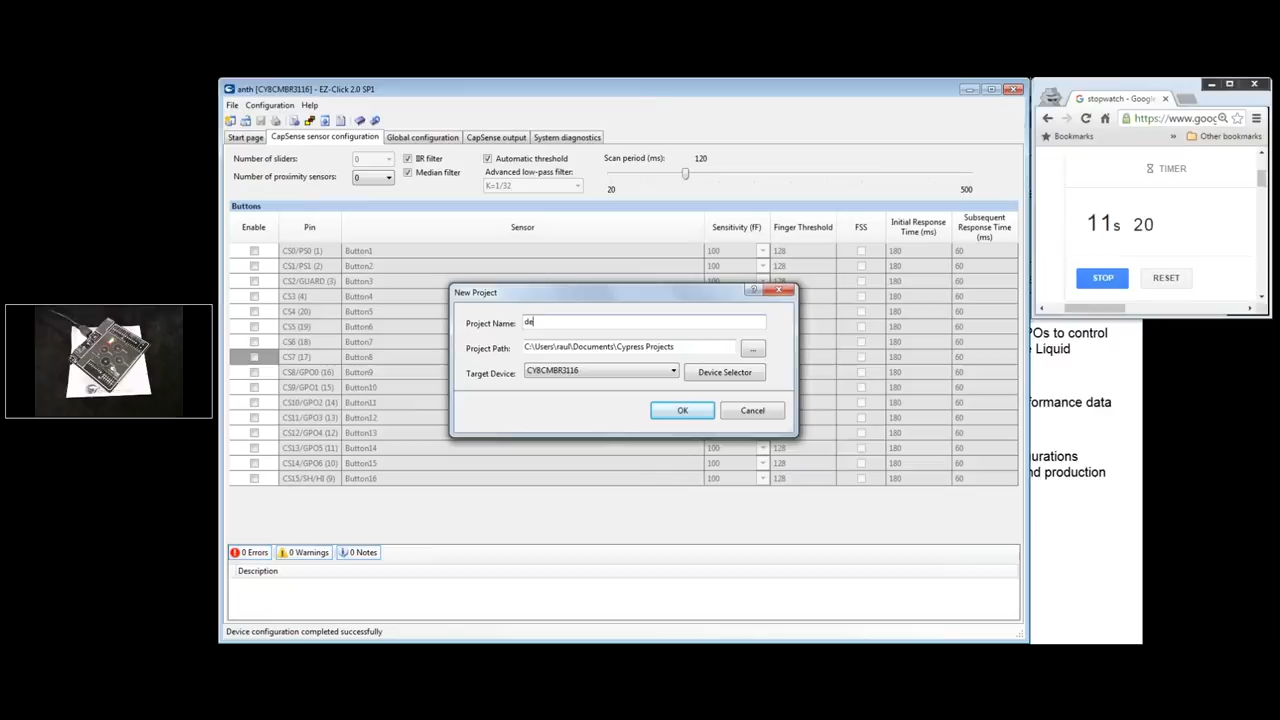 anth [CY8CMBR3116] - EZ-Click 2.0 SP1
File Configuration Help
Start page CapSense sensor configuration Global configuration CapSense output System diagnostics
Number of sliders: 0 IIR filter Automatic threshold Scan period (ms): 120
Number of proximity sensors: 0 Median filter Advanced low-pass filter:
K=1/32 20 500
Buttons
Enable Pin Sensor Sensitivity (fF) Finger Threshold FSS Initial Response Time (ms) Subsequent Response Time (ms)
CS0/PS0 (1) Button1 100 128 180 60
CS1/PS1 (2) Button2 100 128 180 60
CS2/GUARD (3) Button3 100 128 180 60
CS3 (4) Button4 180 60
CS4 (20) Button5 180 60
CS5 (19) Button6 180 60
CS6 (18) Button7 180 60
CS7 (17) Button8 180 60
CS8/GPO0 (16) Button9 180 60
CS9/GPO1 (15) Button10 180 60
CS10/GPO2 (14) Button11 180 60
CS11/GPO3 (13) Button12 180 60
CS12/GPO4 (12) Button13 180 60
CS13/GPO5 (11) Button14 100 128 180 60
CS14/GPO6 (10) Button15 100 128 180 60
CS15/SH/HI (9) Button16 100 128 180 60
New Project
Project Name: de
Project Path: C:\Users\raul\Documents\Cypress Projects ...
Target Device: CY8CMBR3116 Device Selector
OK Cancel
0 Errors 0 Warnings 0 Notes
Description
Device configuration completed successfully
stopwatch - Google
https://www.goog
Bookmarks » Other bookmarks
TIMER
11s 20
STOP RESET
POs to control
Liquid
formance data
urations
nd production